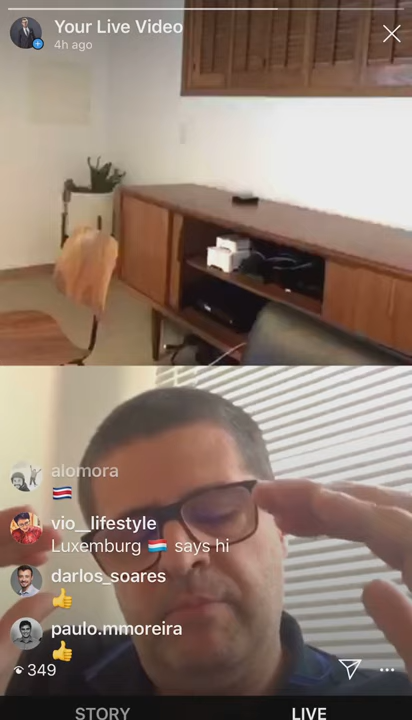 Your Live Video
4h ago
alomora
🇨🇷
vio__lifestyle
Luxemburg 🇱🇺 says hi
darlos_soares
👍
paulo.mmoreira
👍
349
STORY LIVE